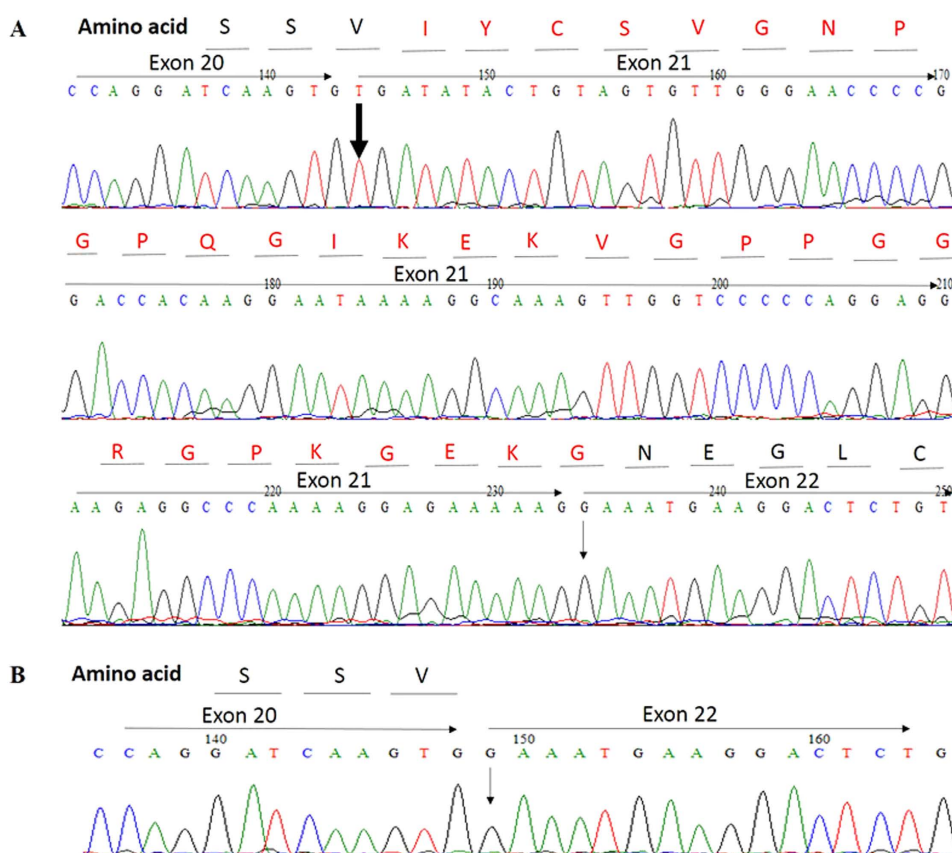 A Amino acid S S V I Y C S V G N P
Exon 20 Exon 21
140 150 160 170
C C A G G A T C A A G T G T G A T A T A C T G T A G T G T T G G G A A C C C C G
G P Q G I K E K V G P P G G
Exon 21
180 190 200 210
G A C C A C A A G G A A T A A A A G G C A A A G T T G G T C C C C C A G G A G G
R G P K G E K G N E G L C
Exon 21 Exon 22
220 230 240 250
A A G A G G C C C A A A A G G A G A A A A G G A A A T G A A G G A C T C T G T
B Amino acid S S V
Exon 20 Exon 22
140 150 160
C C A G G A T C A A G T G G A A A T G A A G G A C T C T G